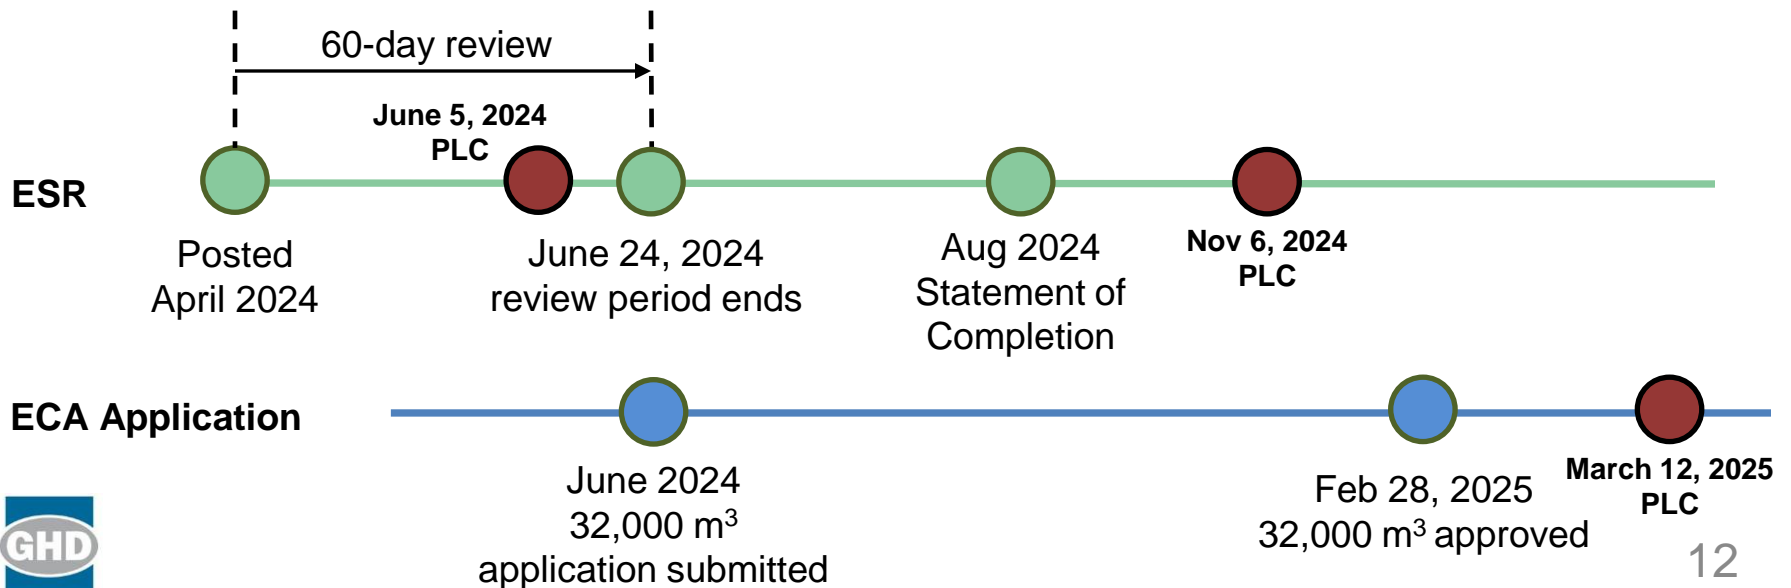 60-day review
June 5, 2024
PLC
ESR
Posted
April 2024
June 24, 2024
review period ends
Aug 2024
Statement of
Completion
Nov 6, 2024
PLC
ECA Application
June 2024
32,000 m³
application submitted
Feb 28, 2025
32,000 m³ approved
March 12, 2025
PLC
GHD
12